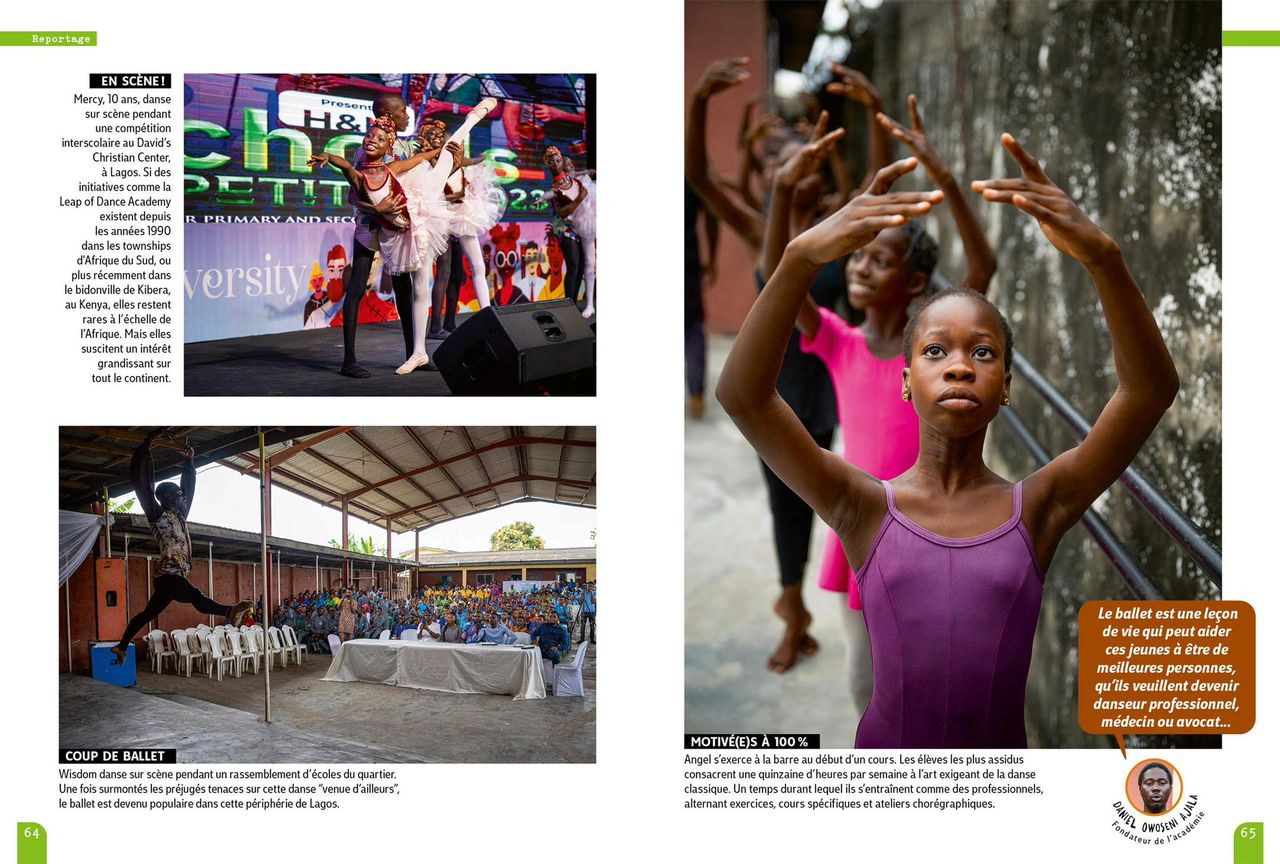 Reportage
EN SCÈNE !
Mercy, 10 ans, danse
sur scène pendant
une compétition
interscolaire au David's
Christian Center,
à Lagos. Si des
initiatives comme la
Leap of Dance Academy
existent depuis
les années 1990
dans les townships
d'Afrique du Sud, ou
plus récemment dans
le bidonville de Kibera,
au Kenya, elles restent
rares à l'échelle de
l'Afrique. Mais elles
suscitent un intérêt
grandissant sur
tout le continent.
Present
H&H
PETIT
R PRIMARY AND SEC
versity
COUP DE BALLET
Wisdom danse sur scène pendant un rassemblement d'écoles du quartier.
Une fois surmontés les préjugés tenaces sur cette danse "venue d'ailleurs",
le ballet est devenu populaire dans cette périphérie de Lagos.
64
MOTIVÉ(E)S À 100 %
Angel s'exerce à la barre au début d'un cours. Les élèves les plus assidus
consacrent une quinzaine d'heures par semaine à l'art exigeant de la danse
classique. Un temps durant lequel ils s'entraînent comme des professionnels,
alternant exercices, cours spécifiques et ateliers chorégraphiques.
Le ballet est une leçon
de vie qui peut aider
ces jeunes à être de
meilleures personnes,
qu'ils veuillent devenir
danseur professionnel,
médecin ou avocat...
DANIEL OWOSENI AJALA
Fondateur de l'académie
65